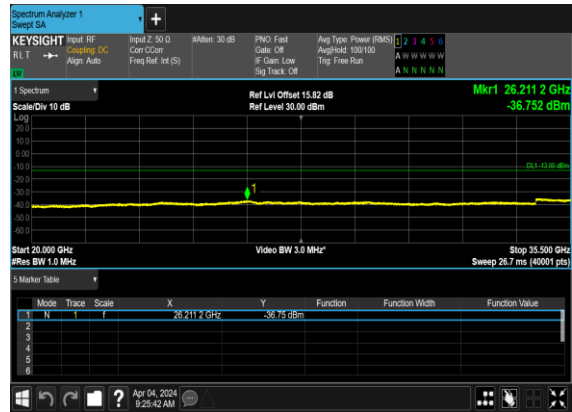 Spectrum Analyzer 1
Swept SA
KEYSIGHT Input: RF Input Z: 50 Ω #Atten: 30 dB PNO: Fast Avg Type: Power (RMS) 1 2 3 4 5 6
RLT Coupling: DC Corr CCorr Gate: Off Avg|Hold: 100/100 A W W W W W
Align: Auto Freq Ref: Int (S) IF Gain: Low Trig: Free Run
Sig Track: Off A N N N N N
1 Spectrum
Ref Lvl Offset 15.82 dB Mkr1 26.211 2 GHz
Scale/Div 10 dB Ref Level 30.00 dBm -36.752 dBm
Log
20.0
10.0
0.00
-10.0 DL1 -13.00 dBm
-20.0
-30.0 1
-40.0
-50.0
-60.0
Start 20.000 GHz Video BW 3.0 MHz* Stop 35.500 GHz
#Res BW 1.0 MHz Sweep 26.7 ms (40001 pts)
5 Marker Table
Mode Trace Scale X Y Function Function Width Function Value
1 N 1 f 26.211 2 GHz -36.75 dBm
2
3
4
5
6
? Apr 04, 2024
9:25:42 AM